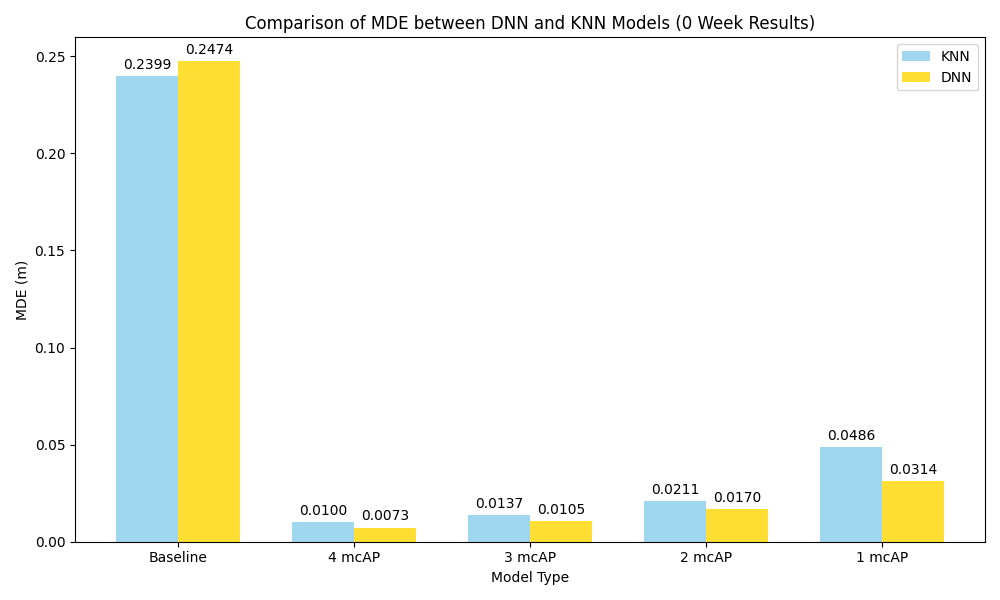 Comparison of MDE between DNN and KNN Models (0 Week Results)
KNN
DNN
MDE (m)
0.25
0.20
0.15
0.10
0.05
0.00
0.2399
0.2474
0.0100
0.0073
0.0137
0.0105
0.0211
0.0170
0.0486
0.0314
Baseline
4 mcAP
3 mcAP
2 mcAP
1 mcAP
Model Type